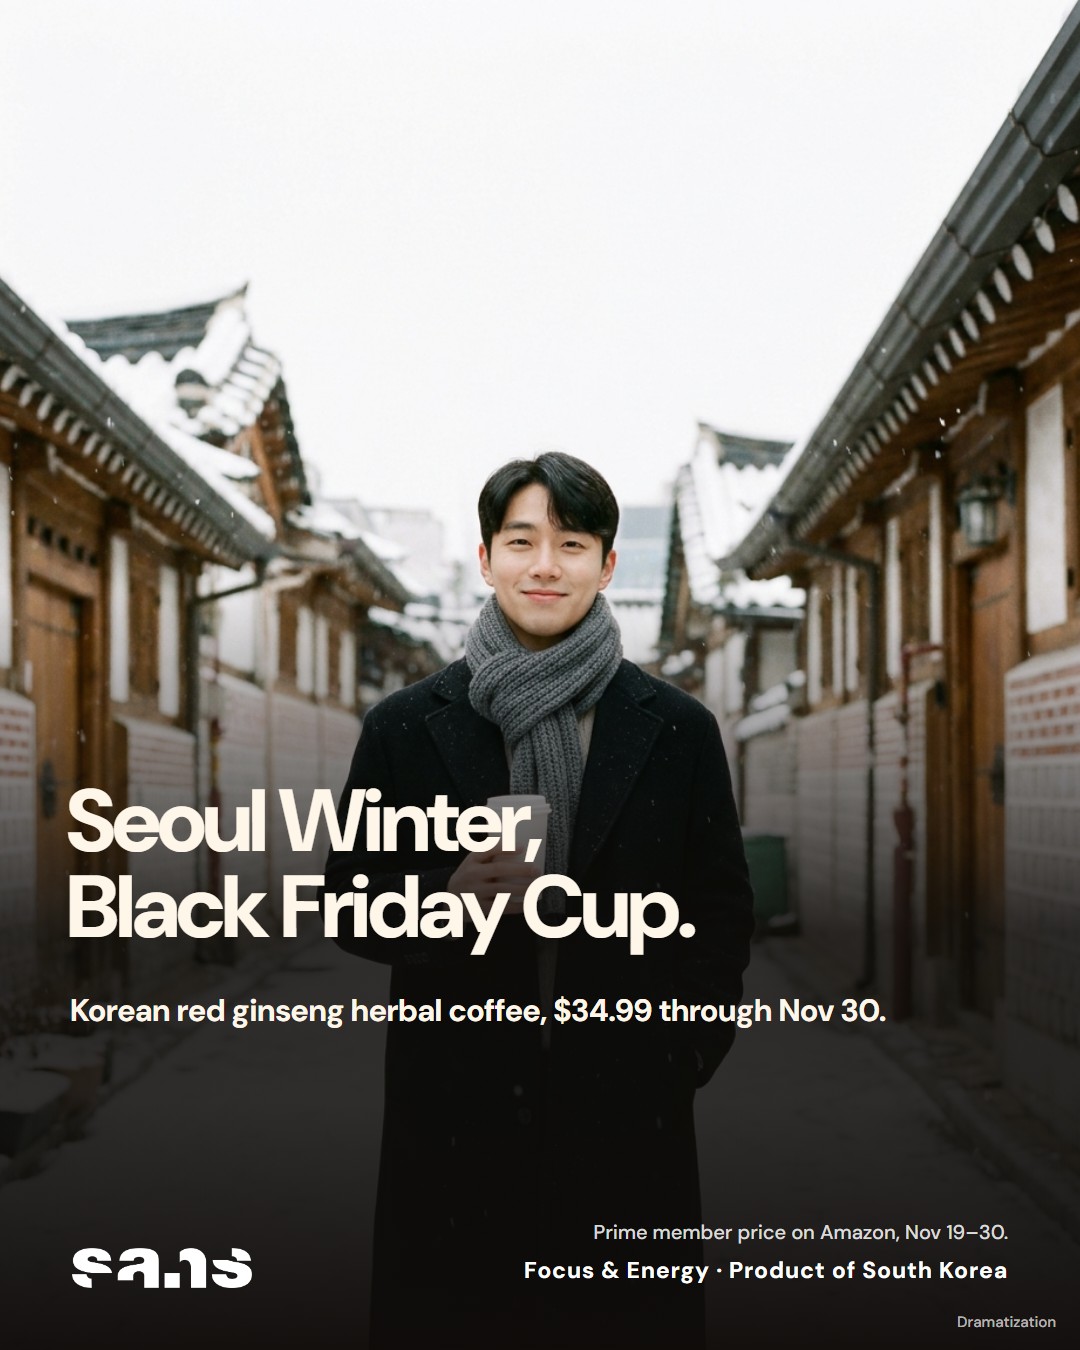 Seoul Winter,
Black Friday Cup.
Korean red ginseng herbal coffee, $34.99 through Nov 30.
Prime member price on Amazon, Nov 19–30.
sans
Focus & Energy · Product of South Korea
Dramatization